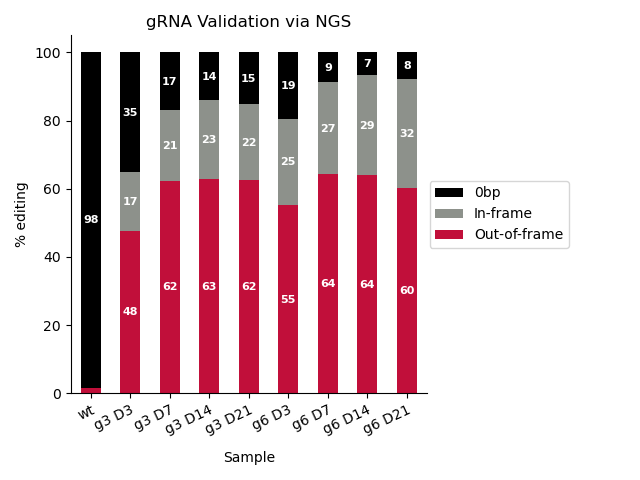 gRNA Validation via NGS
% editing
100
80
60
40
20
0
98
35
17
48
17
21
62
14
23
63
15
22
62
19
25
55
9
27
64
7
29
64
8
32
60
wt
g3 D3
g3 D7
g3 D14
g3 D21
g6 D3
g6 D7
g6 D14
g6 D21
Sample
0bp
In-frame
Out-of-frame